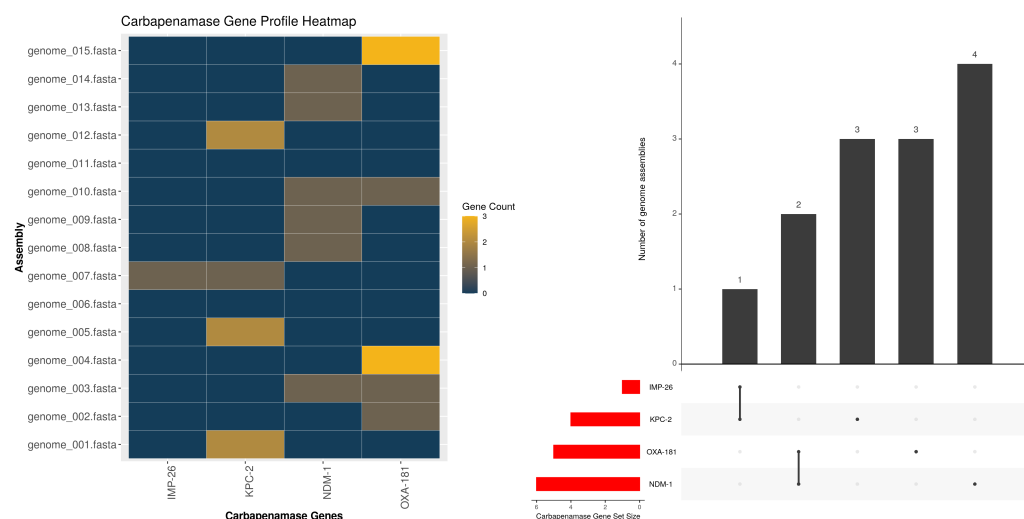 Carbapenamase Gene Profile Heatmap
genome_015.fasta
genome_014.fasta
genome_013.fasta
genome_012.fasta
genome_011.fasta
genome_010.fasta
genome_009.fasta
genome_008.fasta
genome_007.fasta
genome_006.fasta
genome_005.fasta
genome_004.fasta
genome_003.fasta
genome_002.fasta
genome_001.fasta
Assembly
IMP-26
KPC-2
NDM-1
OXA-181
Carbapenamase Genes
Gene Count
3
2
1
0
Number of genome assemblies
4
3
2
1
0
1
2
3
3
4
IMP-26
KPC-2
OXA-181
NDM-1
6 4 2 0
Carbapenamase Gene Set Size